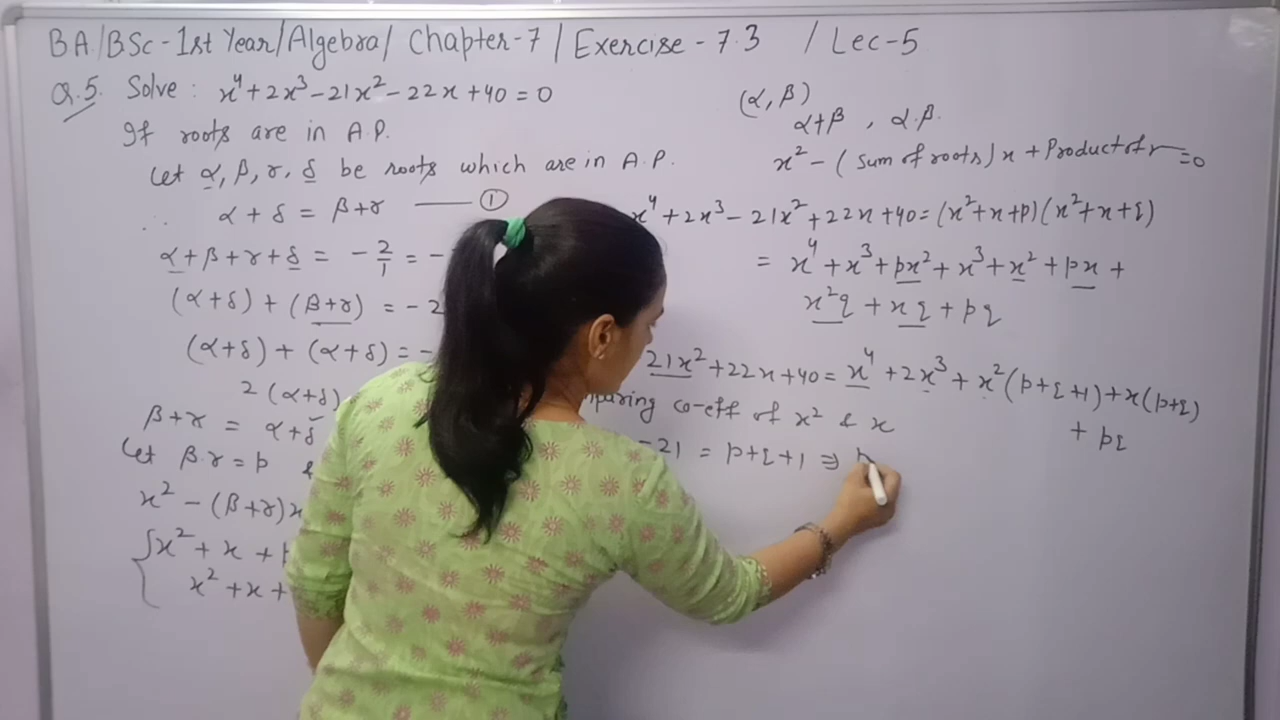 BA/BSc-1st Year/Algebra/ Chapter-7 / Exercise-7.3 / Lec-5
Q.5 Solve : x⁴+2x³-21x²-22x+40=0
If roots are in A.P.
Let α, β, γ, δ be roots which are in A.P.
∴ α+δ = β+γ —— ①
α+β+γ+δ = -2/1 = -
(α+δ) + (β+γ) = -2
(α+δ) + (α+δ) = -
2(α+δ)
β+γ = α+δ
Let β.γ=p &
x² - (β+γ)x
x² + x +
x² + x +
(α, β)
α+β , α.β.
x² - (Sum of roots)x + Product of r =0
x⁴+2x³-21x²+22x+40=(x²+x+p)(x²+x+q)
= x⁴+x³+px²+x³+x²+px+
x²q+xq+pq
21x²+22x+40= x⁴+2x³+x²(p+q+1)+x(p+q)
+ pq
paring co-eff of x² & x
-21 = p+q+1 ⇒ p